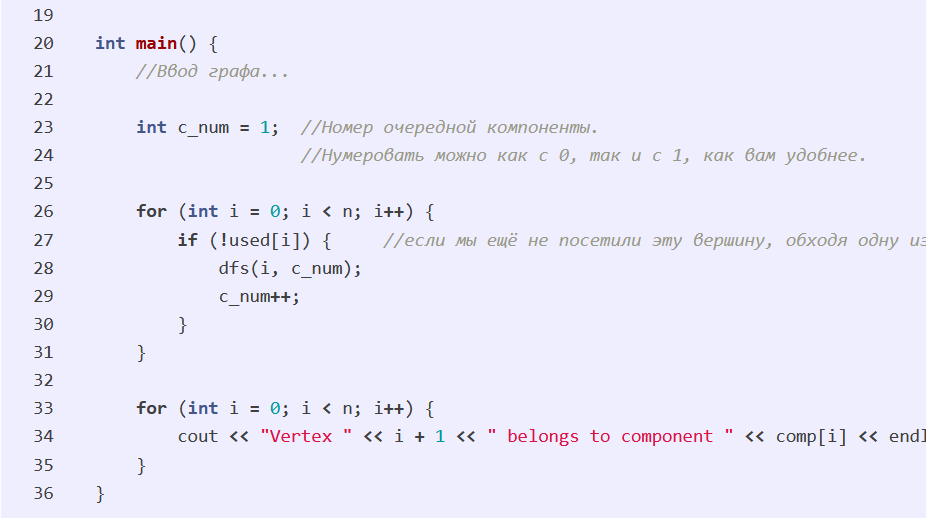 19
20 int main() {
21 //Ввод графа...
22
23 int c_num = 1; //Номер очередной компоненты.
24 //Нумеровать можно как с 0, так и с 1, как вам удобнее.
25
26 for (int i = 0; i < n; i++) {
27 if (!used[i]) { //если мы ещё не посетили эту вершину, обходя одну из
28 dfs(i, c_num);
29 c_num++;
30 }
31 }
32
33 for (int i = 0; i < n; i++) {
34 cout << "Vertex " << i + 1 << " belongs to component " << comp[i] << endl
35 }
36 }